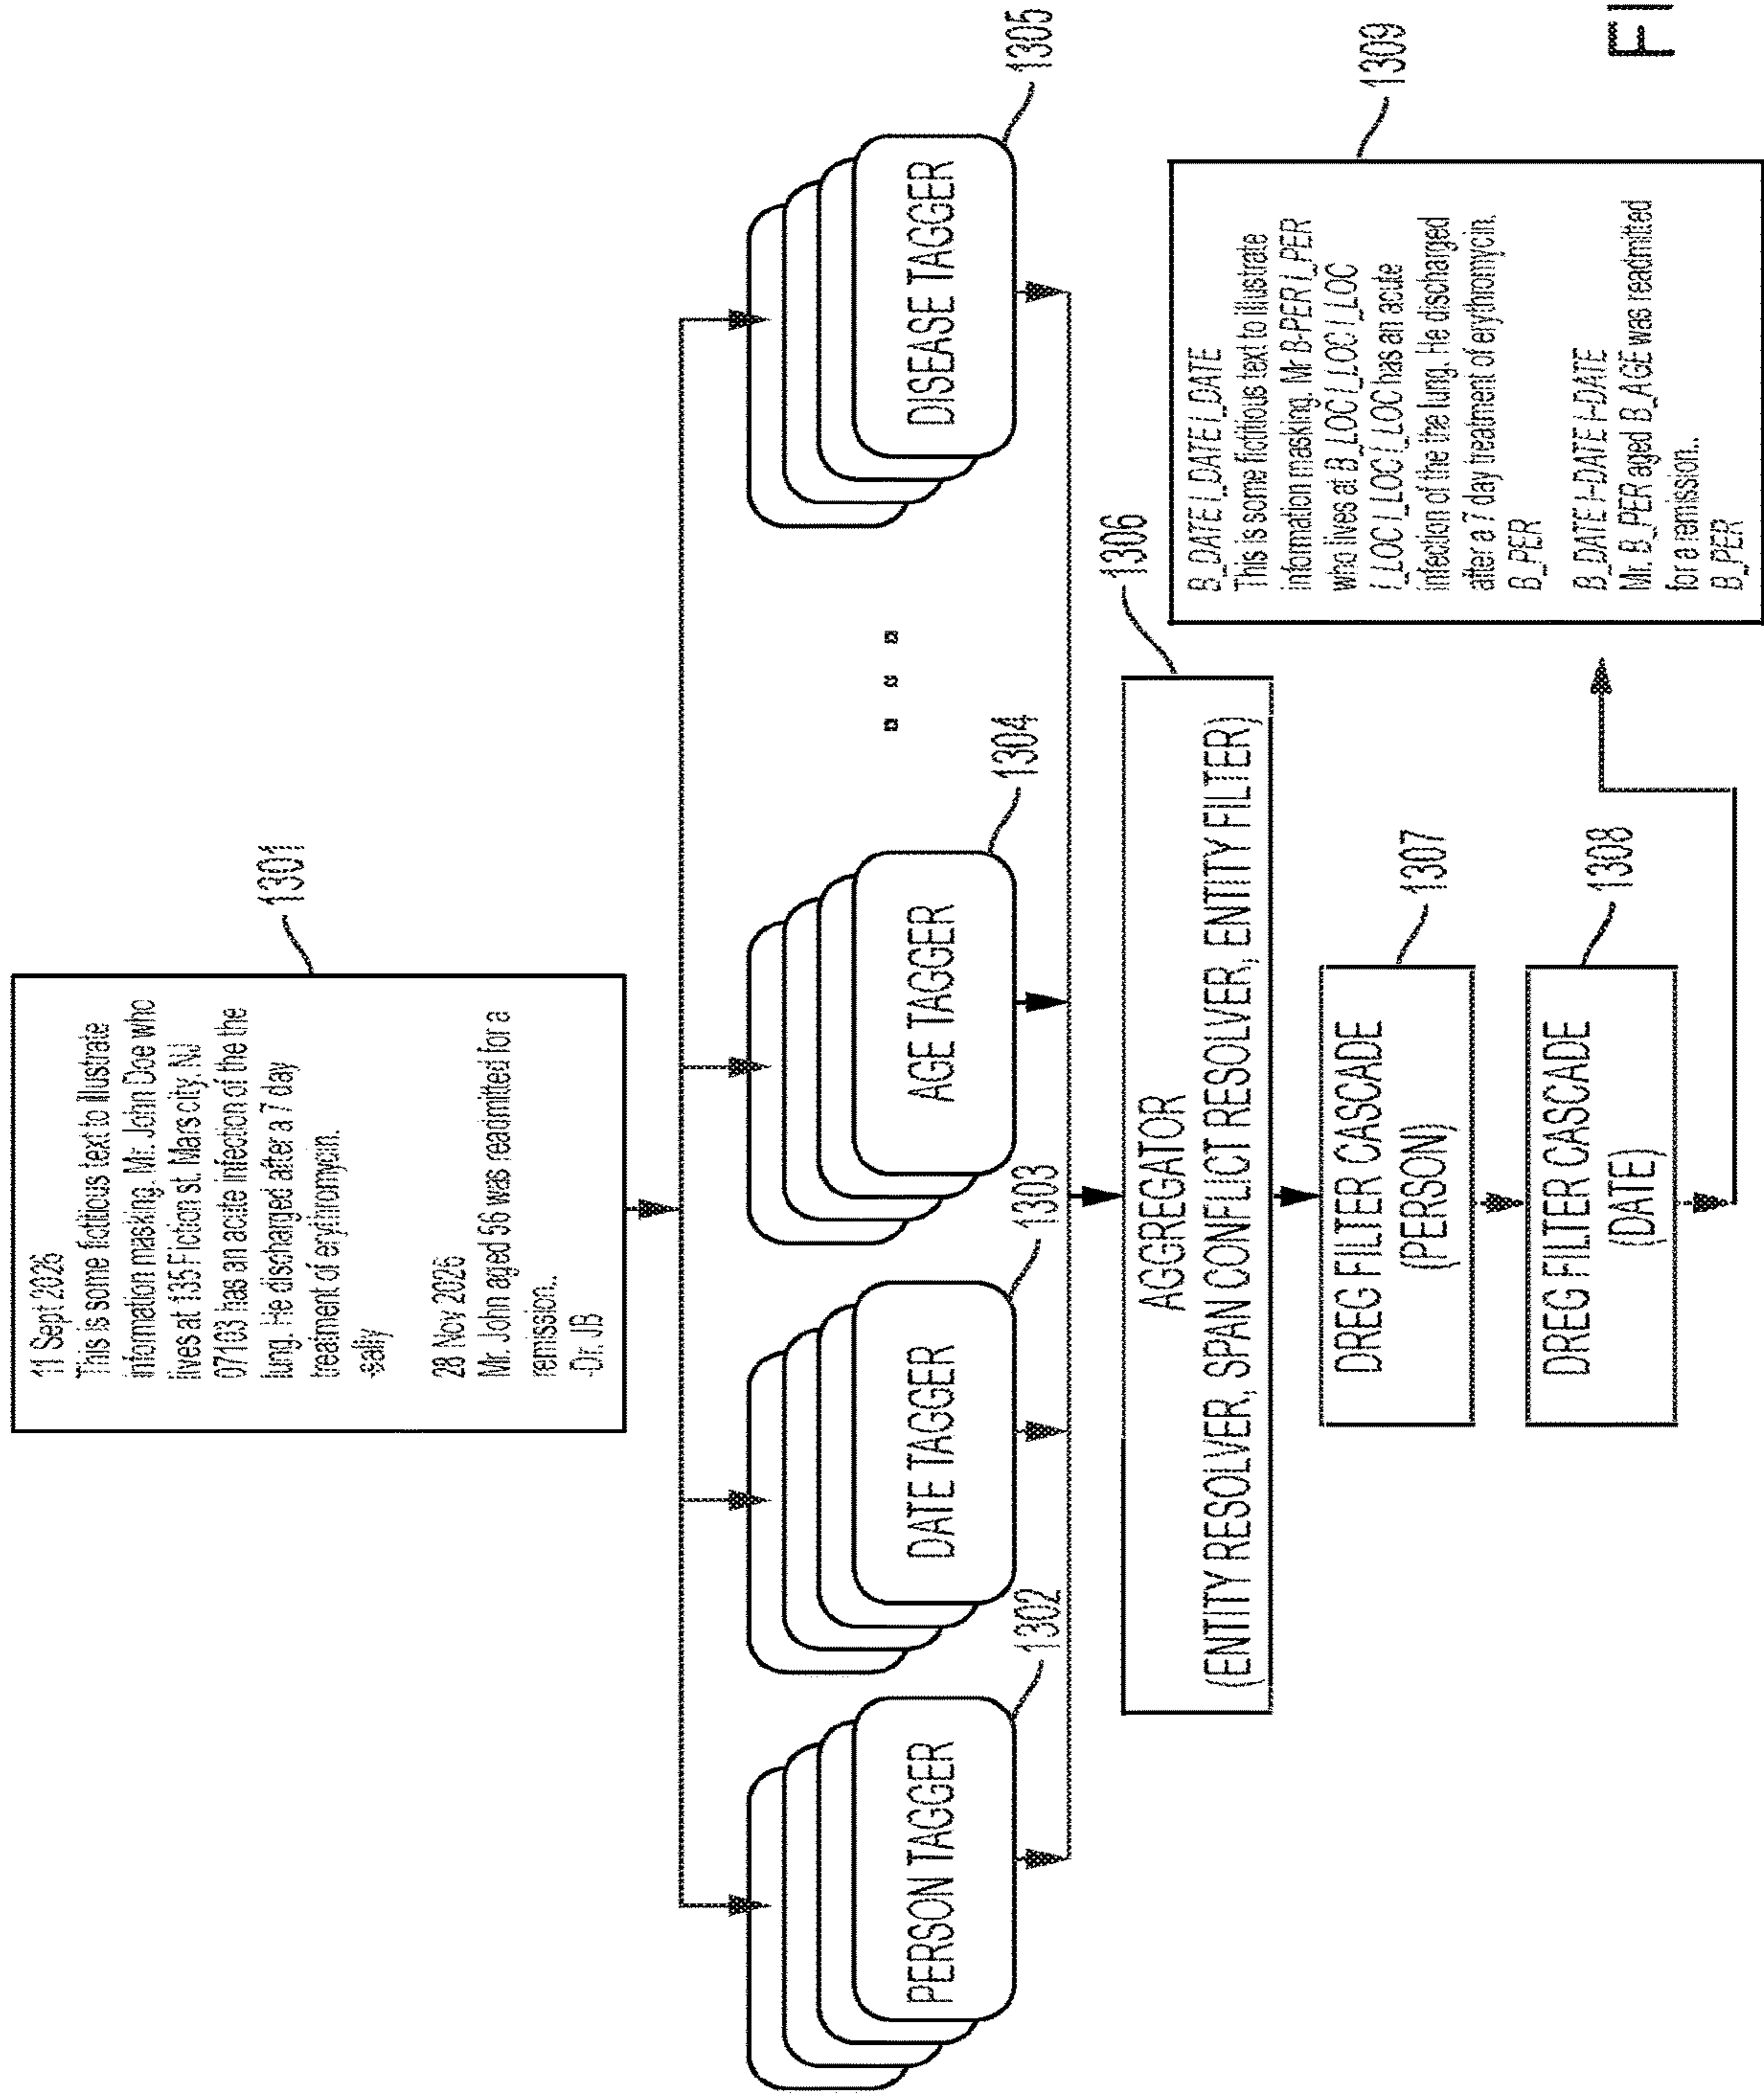 11 Sept 2026
This is some fictitious text to illustrate
information masking. Mr. John Doe who
lives at 135 Fiction st. Mars city. NJ
07103 has an acute infection of the the
lung. He discharged after a 7 day
treatment of erythromycin.
-sally
28 Nov 2026
Mr. John aged 56 was readmitted for a
remission..
-Dr. JB
1301
PERSON TAGGER
1302
DATE TAGGER
1303
AGE TAGGER
1304
DISEASE TAGGER
1305
AGGREGATOR
(ENTITY RESOLVER, SPAN CONFLICT RESOLVER, ENTITY FILTER)
1306
DREG FILTER CASCADE
(PERSON)
1307
DREG FILTER CASCADE
(DATE)
1308
B_DATE I_DATE I_DATE
This is some fictitious text to illustrate
information masking. Mr B-PER I_PER
who lives at B_LOC I_LOC I_LOC
I_LOC I_LOC I_LOC has an acute
infection of the the lung. He discharged
after a 7 day treatment of erythromycin.
B_PER
B_DATE I-DATE I-DATE
Mr. B_PER aged B_AGE was readmitted
for a remission..
B_PER
1309